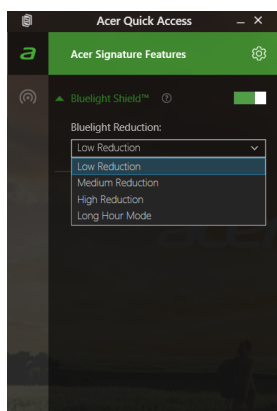 Acer Quick Access
a
Acer Signature Features
Bluelight Shield™ ?
Bluelight Reduction:
Low Reduction
Low Reduction
Medium Reduction
High Reduction
Long Hour Mode